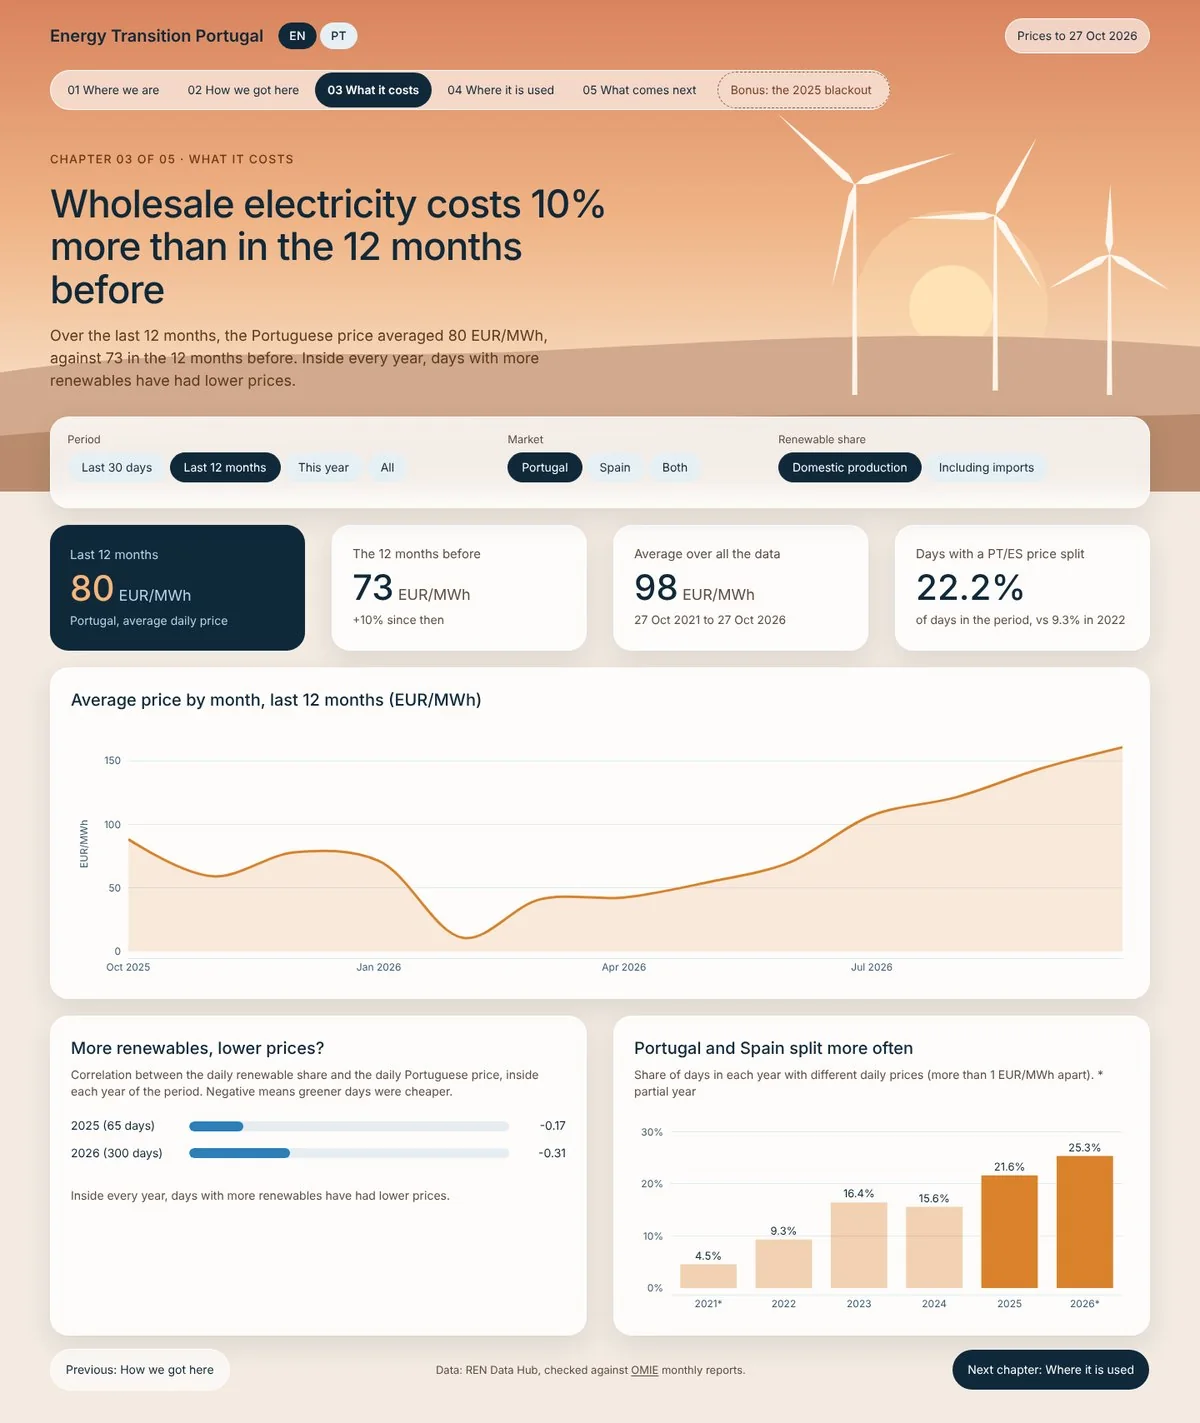 Energy Transition Portugal
EN
PT
Prices to 27 Oct 2026
01 Where we are
02 How we got here
03 What it costs
04 Where it is used
05 What comes next
Bonus: the 2025 blackout
CHAPTER 03 OF 05 · WHAT IT COSTS
Wholesale electricity costs 10%
more than in the 12 months
before
Over the last 12 months, the Portuguese price averaged 80 EUR/MWh,
against 73 in the 12 months before. Inside every year, days with more
renewables have had lower prices.
Period
Last 30 days
Last 12 months
This year
All
Market
Portugal
Spain
Both
Renewable share
Domestic production
Including imports
Last 12 months
80 EUR/MWh
Portugal, average daily price
The 12 months before
73 EUR/MWh
+10% since then
Average over all the data
98 EUR/MWh
27 Oct 2021 to 27 Oct 2026
Days with a PT/ES price split
22.2%
of days in the period, vs 9.3% in 2022
Average price by month, last 12 months (EUR/MWh)
EUR/MWh
150
100
50
0
Oct 2025
Jan 2026
Apr 2026
Jul 2026
More renewables, lower prices?
Correlation between the daily renewable share and the daily Portuguese price, inside
each year of the period. Negative means greener days were cheaper.
2025 (65 days)
-0.17
2026 (300 days)
-0.31
Inside every year, days with more renewables have had lower prices.
Portugal and Spain split more often
Share of days in each year with different daily prices (more than 1 EUR/MWh apart). *
partial year
30%
20%
10%
0%
4.5%
9.3%
16.4%
15.6%
21.6%
25.3%
2021*
2022
2023
2024
2025
2026*
Previous: How we got here
Data: REN Data Hub, checked against OMIE monthly reports.
Next chapter: Where it is used